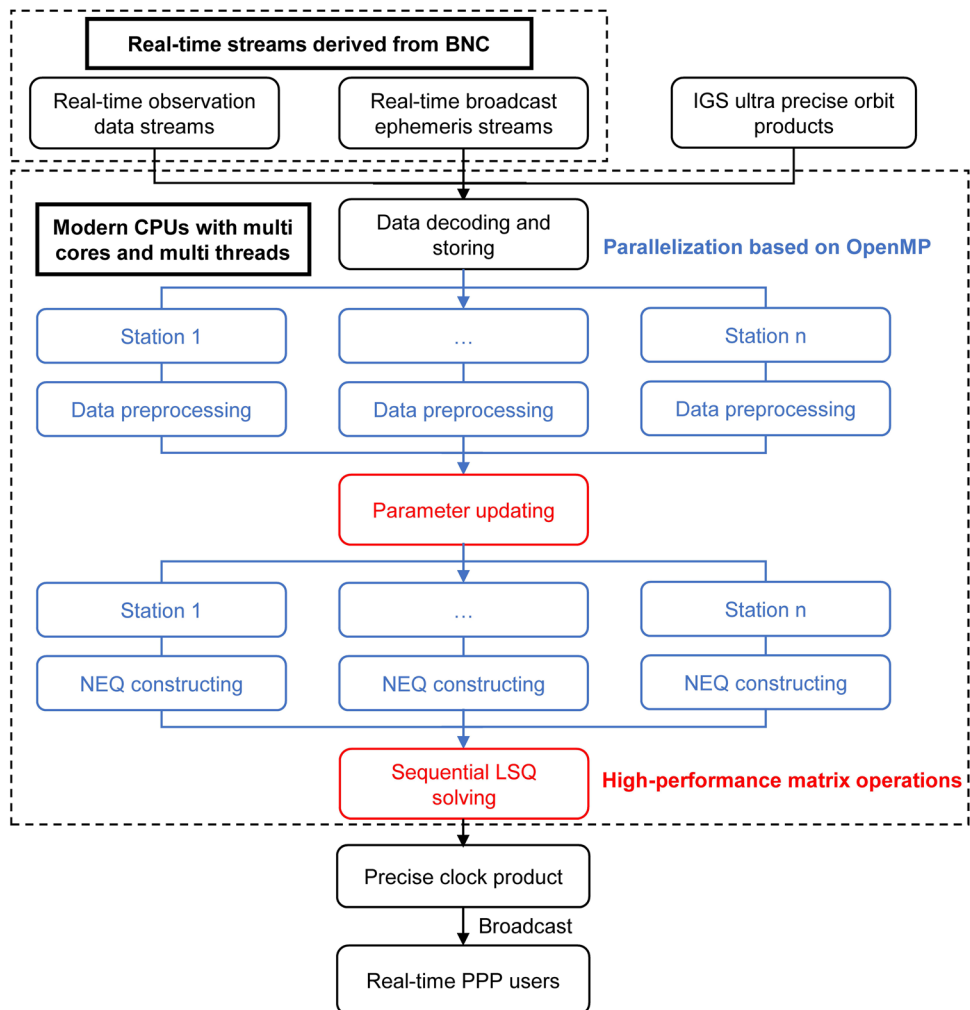 Real-time streams derived from BNC
Real-time observation
data streams
Real-time broadcast
ephemeris streams
IGS ultra precise orbit
products
Modern CPUs with multi
cores and multi threads
Data decoding and
storing
Parallelization based on OpenMP
Station 1
...
Station n
Data preprocessing
Data preprocessing
Data preprocessing
Parameter updating
Station 1
...
Station n
NEQ constructing
NEQ constructing
NEQ constructing
Sequential LSQ
solving
High-performance matrix operations
Precise clock product
Broadcast
Real-time PPP users